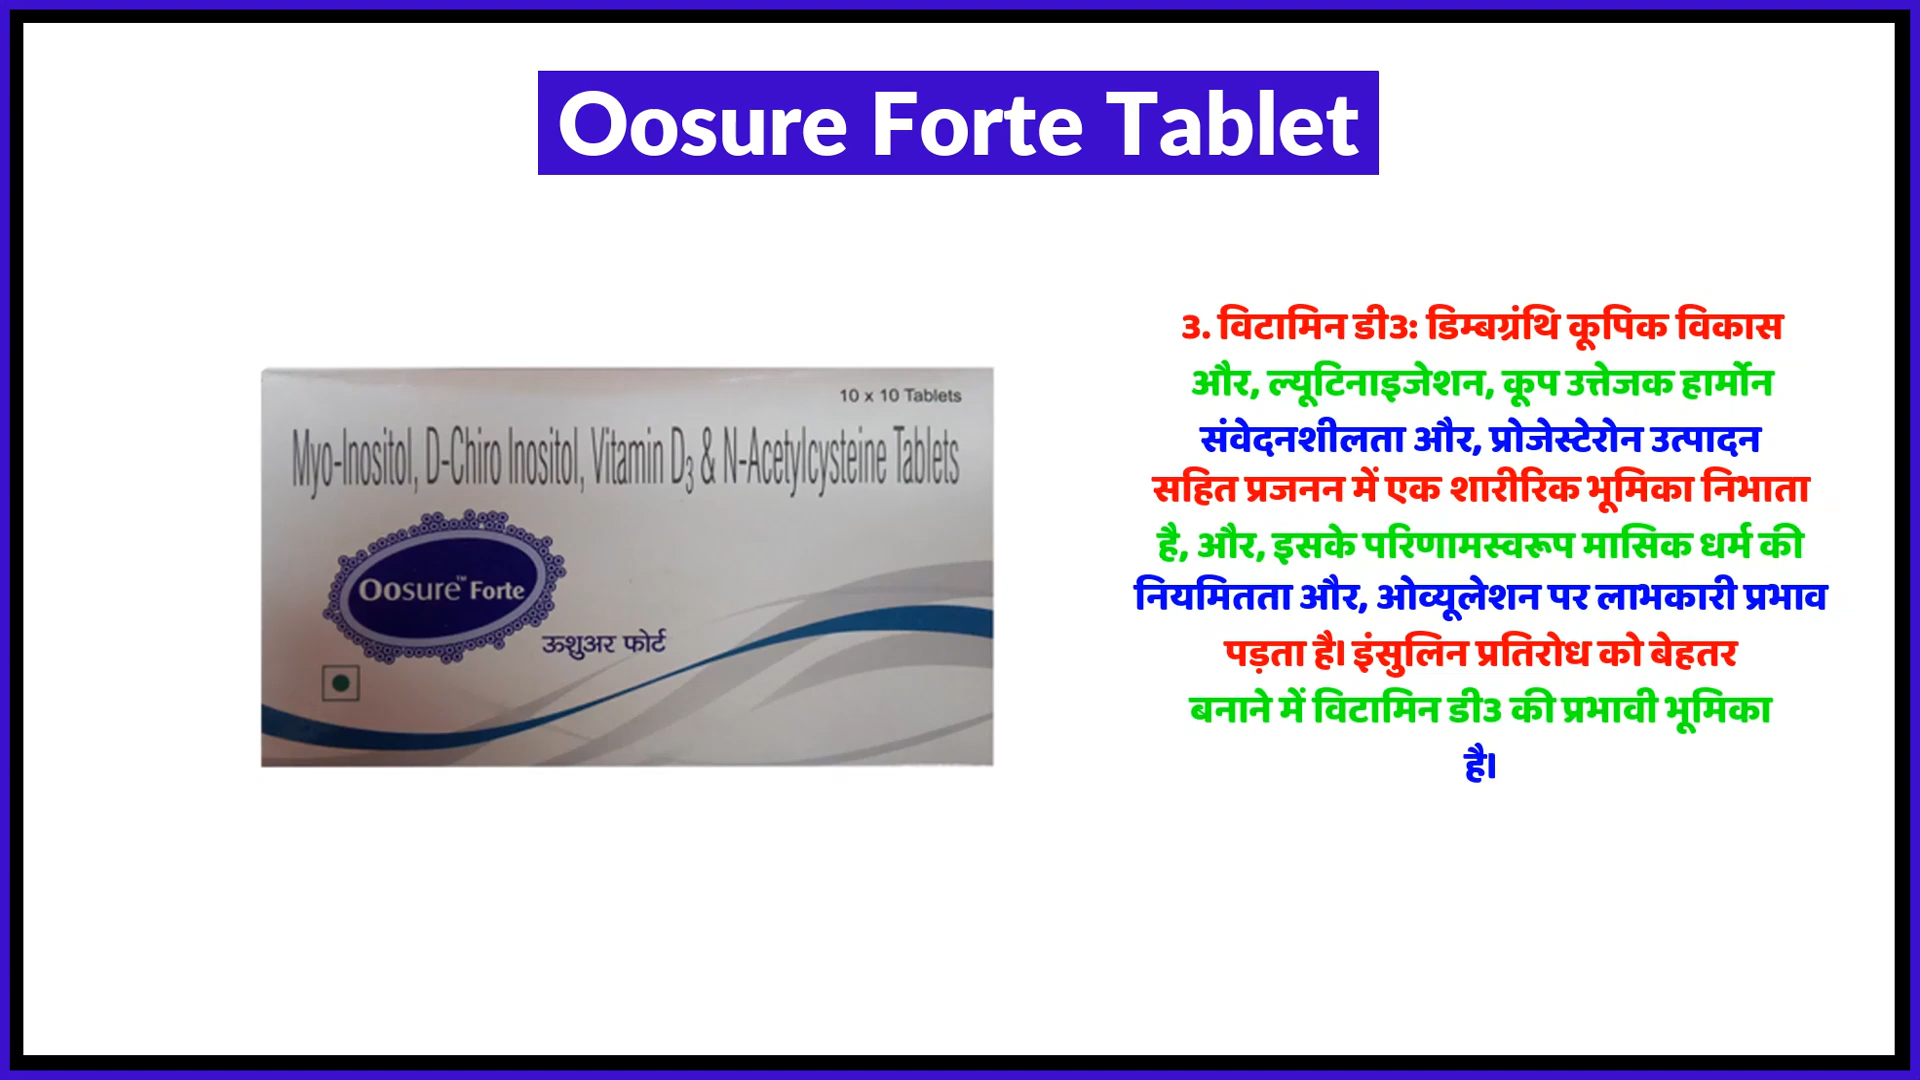 Oosure Forte Tablet
10 x 10 Tablets
Myo-Inositol, D-Chiro Inositol, Vitamin D3 & N-Acetylcysteine Tablets
Oosure™ Forte
ऊशुअर फोर्ट
3. विटामिन डी3: डिम्बग्रंथि कूपिक विकास
और, ल्यूटिनाइजेशन, कूप उत्तेजक हार्मोन
संवेदनशीलता और, प्रोजेस्टेरोन उत्पादन
सहित प्रजनन में एक शारीरिक भूमिका निभाता
है, और, इसके परिणामस्वरूप मासिक धर्म की
नियमितता और, ओव्यूलेशन पर लाभकारी प्रभाव
पड़ता है। इंसुलिन प्रतिरोध को बेहतर
बनाने में विटामिन डी3 की प्रभावी भूमिका
है।